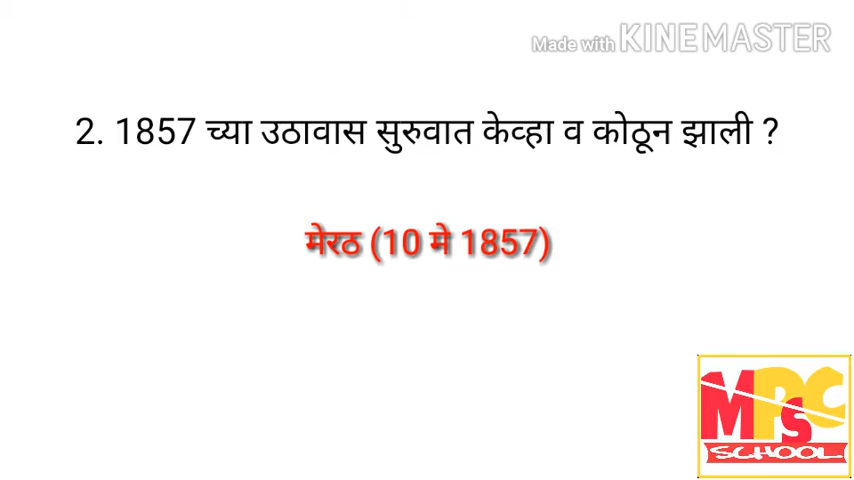 Made with KINEMASTER
2. 1857 च्या उठावास सुरुवात केव्हा व कोठून झाली ?
मेरठ (10 मे 1857)
MPSC
SCHOOL